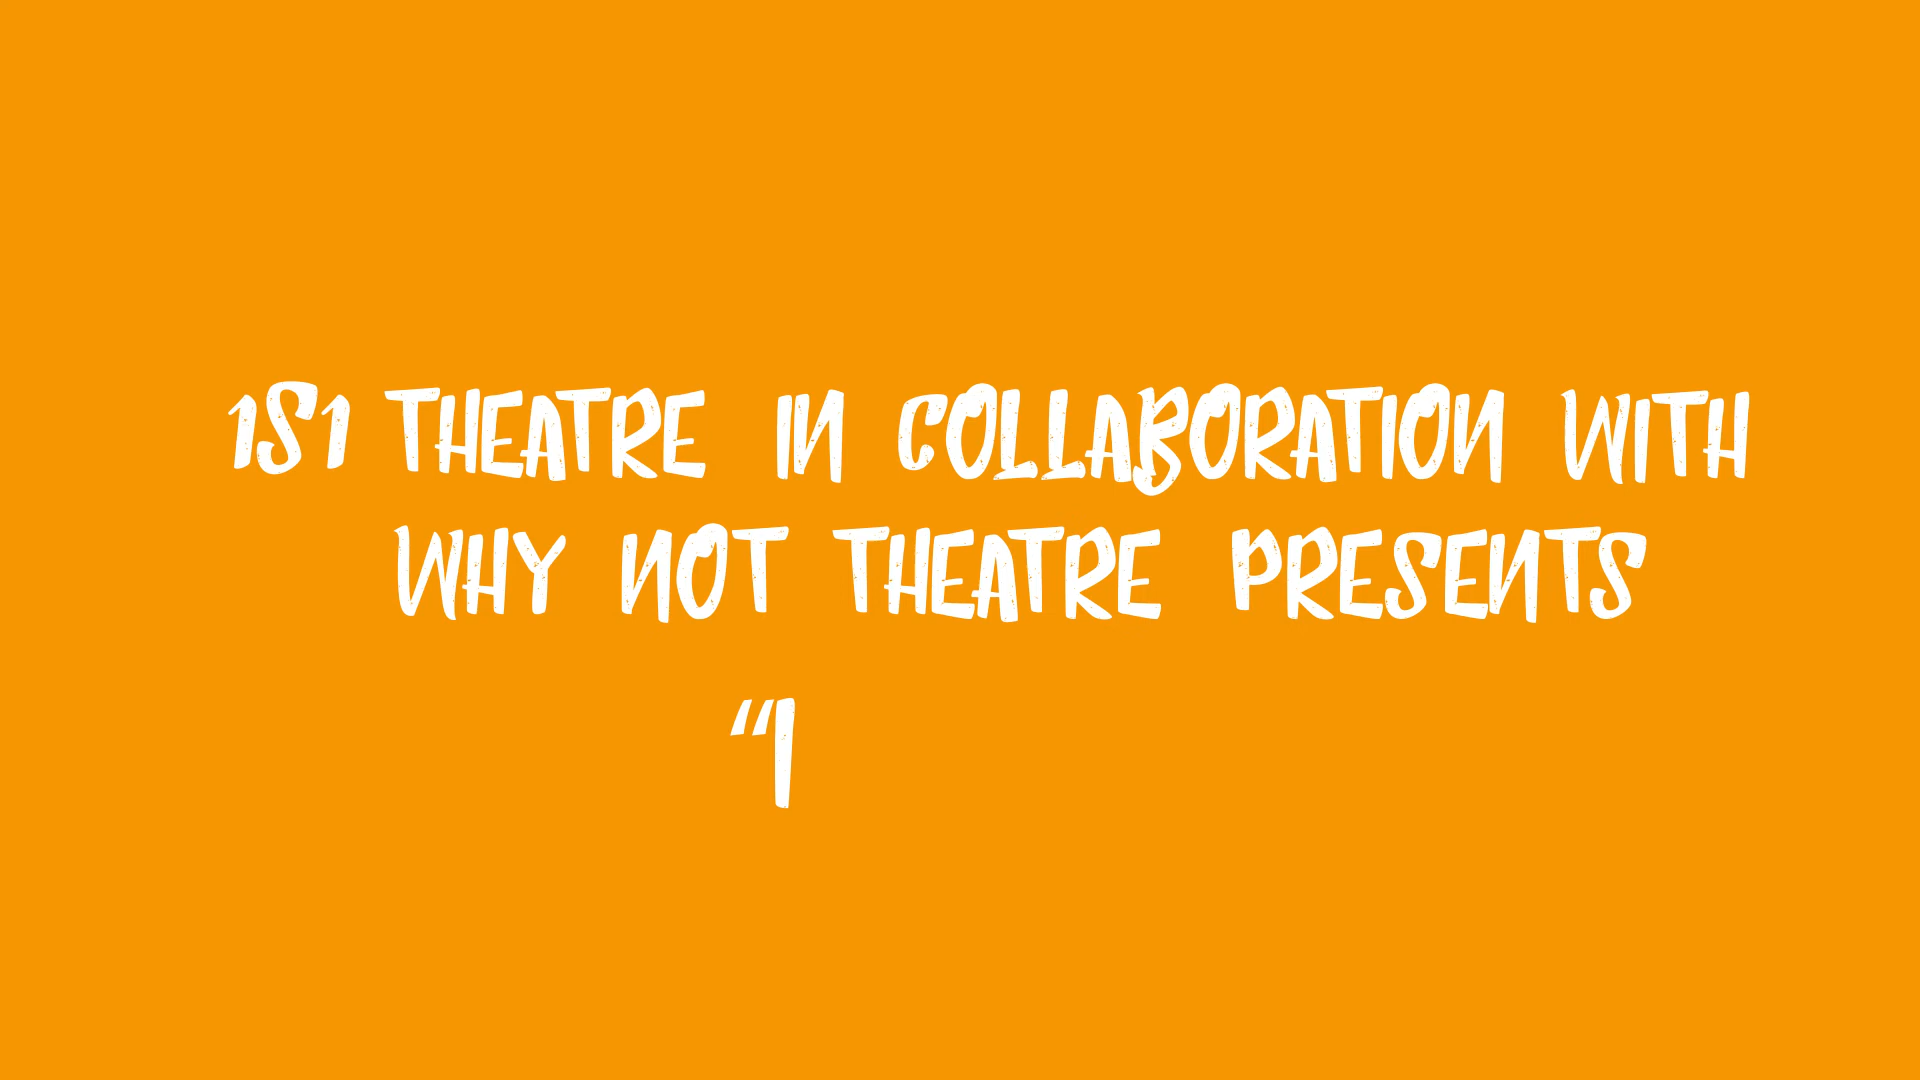 1S1 THEATRE IN COLLABORATION WITH
WHY NOT THEATRE PRESENTS
“I